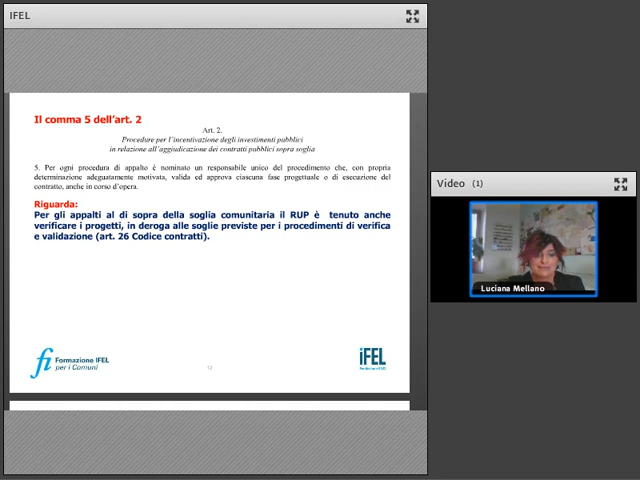 IFEL
Il comma 5 dell'art. 2
Art. 2.
Procedure per l'incentivazione degli investimenti pubblici
in relazione all'aggiudicazione dei contratti pubblici sopra soglia
5. Per ogni procedura di appalto è nominato un responsabile unico del procedimento che, con propria
determinazione adeguatamente motivata, valida ed approva ciascuna fase progettuale o di esecuzione del
contratto, anche in corso d'opera.
Riguarda:
Per gli appalti al di sopra della soglia comunitaria il RUP è tenuto anche
verificare i progetti, in deroga alle soglie previste per i procedimenti di verifica
e validazione (art. 26 Codice contratti).
fi Formazione IFEL
per i Comuni
12
iFEL
Video (1)
Luciana Mellano